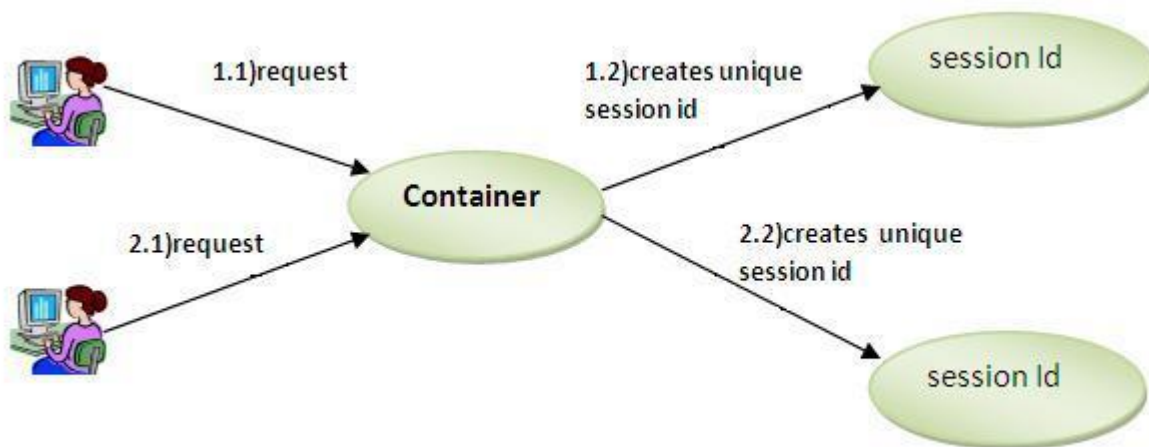 session Id
1.1)request
1.2)creates unique
session id
Container
2.1)request
2.2)creates unique
session id
session Id